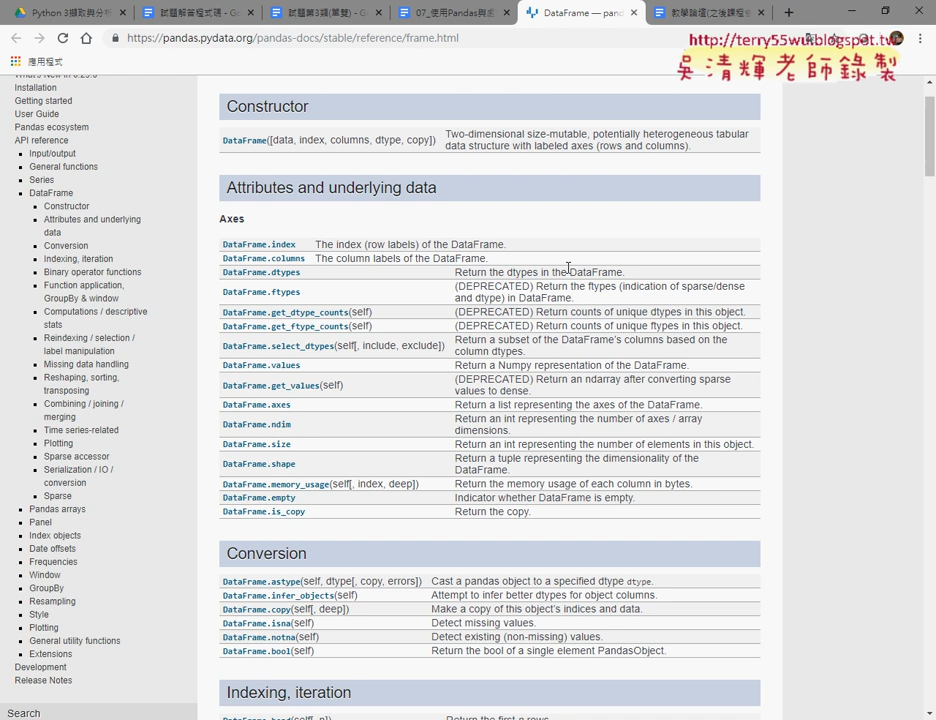 Python 3擷取與分析
試題解答程式碼 - G
試題第3類(單雙) - G
07_使用Pandas與處
DataFrame — pand
教學論壇(之後課程
https://pandas.pydata.org/pandas-docs/stable/reference/frame.html
http://terry55wu.blogspot.tw
吳清輝老師錄製
應用程式
What's New in 0.25.0
Installation
Getting started
User Guide
Pandas ecosystem
API reference
Input/output
General functions
Series
DataFrame
Constructor
Attributes and underlying
data
Conversion
Indexing, iteration
Binary operator functions
Function application,
GroupBy & window
Computations / descriptive
stats
Reindexing / selection /
label manipulation
Missing data handling
Reshaping, sorting,
transposing
Combining / joining /
merging
Time series-related
Plotting
Sparse accessor
Serialization / IO /
conversion
Sparse
Pandas arrays
Panel
Index objects
Date offsets
Frequencies
Window
GroupBy
Resampling
Style
Plotting
General utility functions
Extensions
Development
Release Notes
Search
Constructor
DataFrame([data, index, columns, dtype, copy]) Two-dimensional size-mutable, potentially heterogeneous tabular
data structure with labeled axes (rows and columns).
Attributes and underlying data
Axes
DataFrame.index The index (row labels) of the DataFrame.
DataFrame.columns The column labels of the DataFrame.
DataFrame.dtypes Return the dtypes in the DataFrame.
DataFrame.ftypes (DEPRECATED) Return the ftypes (indication of sparse/dense
and dtype) in DataFrame.
DataFrame.get_dtype_counts(self) (DEPRECATED) Return counts of unique dtypes in this object.
DataFrame.get_ftype_counts(self) (DEPRECATED) Return counts of unique ftypes in this object.
DataFrame.select_dtypes(self[, include, exclude]) Return a subset of the DataFrame's columns based on the
column dtypes.
DataFrame.values Return a Numpy representation of the DataFrame.
DataFrame.get_values(self) (DEPRECATED) Return an ndarray after converting sparse
values to dense.
DataFrame.axes Return a list representing the axes of the DataFrame.
DataFrame.ndim Return an int representing the number of axes / array
dimensions.
DataFrame.size Return an int representing the number of elements in this object.
DataFrame.shape Return a tuple representing the dimensionality of the
DataFrame.
DataFrame.memory_usage(self[, index, deep]) Return the memory usage of each column in bytes.
DataFrame.empty Indicator whether DataFrame is empty.
DataFrame.is_copy Return the copy.
Conversion
DataFrame.astype(self, dtype[, copy, errors]) Cast a pandas object to a specified dtype dtype.
DataFrame.infer_objects(self) Attempt to infer better dtypes for object columns.
DataFrame.copy(self[, deep]) Make a copy of this object's indices and data.
DataFrame.isna(self) Detect missing values.
DataFrame.notna(self) Detect existing (non-missing) values.
DataFrame.bool(self) Return the bool of a single element PandasObject.
Indexing, iteration
DataFrame.head(self[, n]) Return the first n rows.